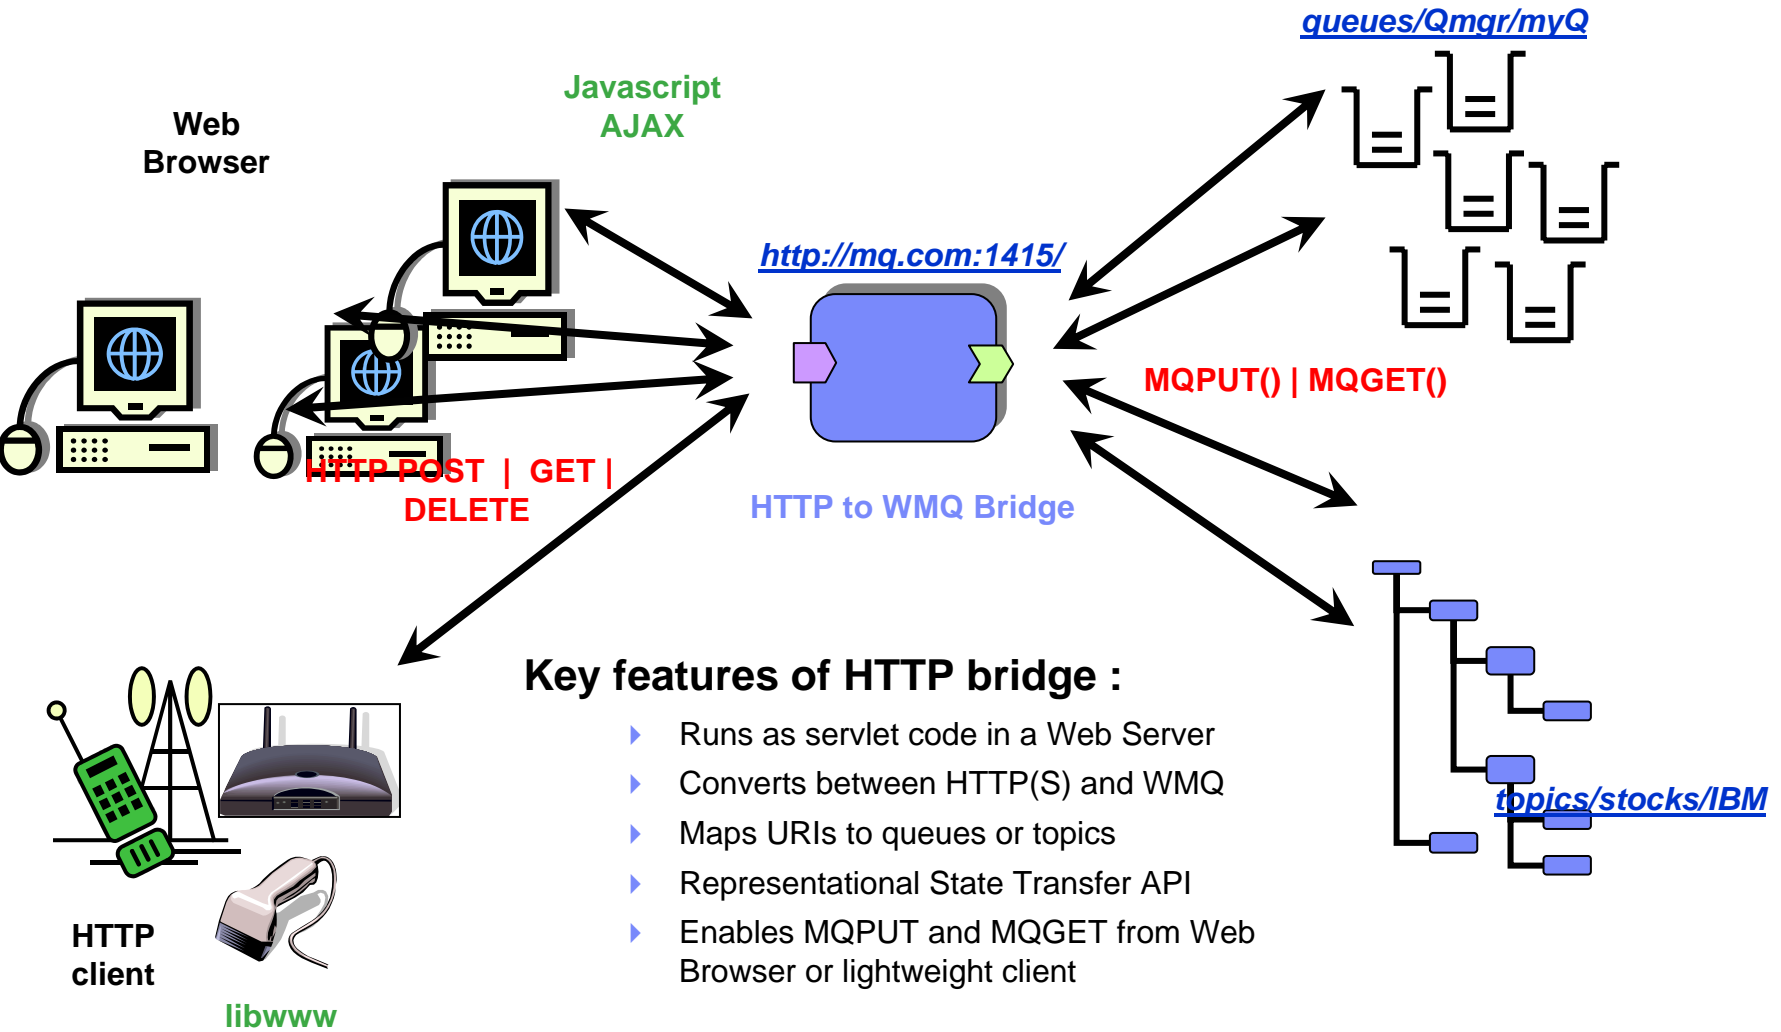 queues/Qmgr/myQ
Javascript
AJAX
Web
Browser
http://mq.com:1415/
MQPUT() | MQGET()
HTTP POST | GET |
DELETE
HTTP to WMQ Bridge
Key features of HTTP bridge :
Runs as servlet code in a Web Server
Converts between HTTP(S) and WMQ
topics/stocks/IBM
Maps URIs to queues or topics
Representational State Transfer API
Enables MQPUT and MQGET from Web
Browser or lightweight client
HTTP
client
libwww